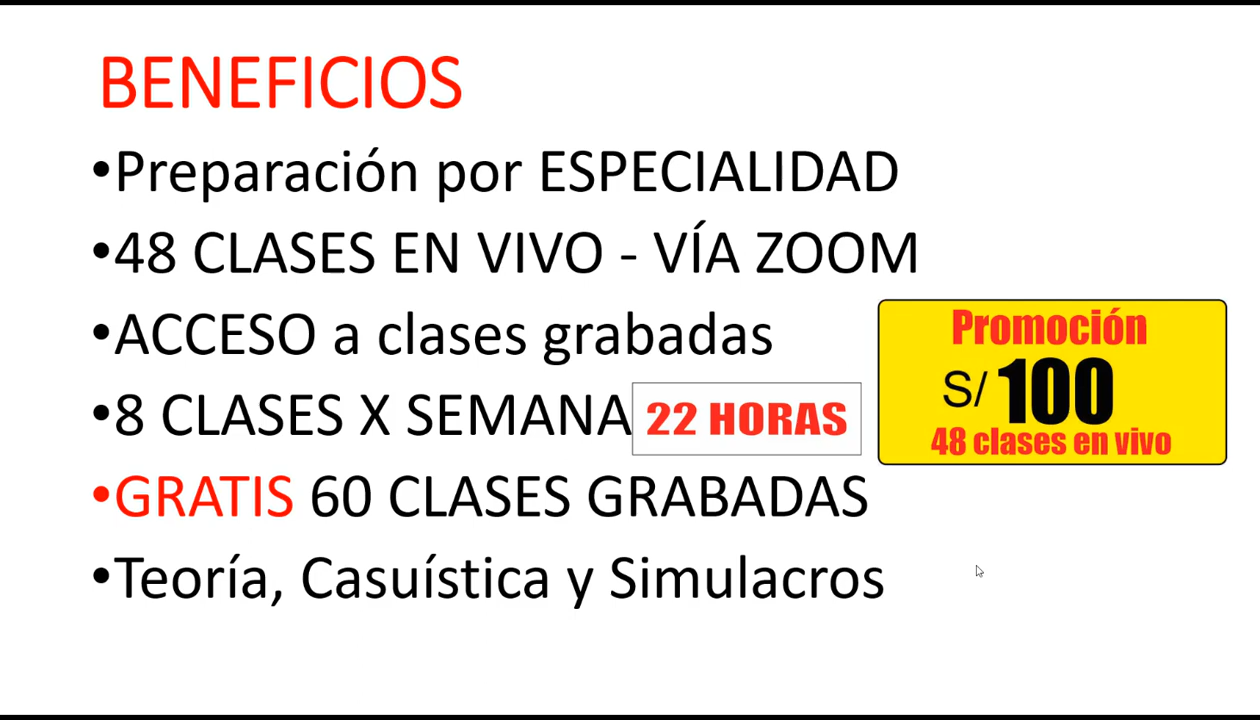 BENEFICIOS
•Preparación por ESPECIALIDAD
•48 CLASES EN VIVO - VÍA ZOOM
•ACCESO a clases grabadas
•8 CLASES X SEMANA 22 HORAS
•GRATIS 60 CLASES GRABADAS
•Teoría, Casuística y Simulacros
Promoción
S/ 100
48 clases en vivo